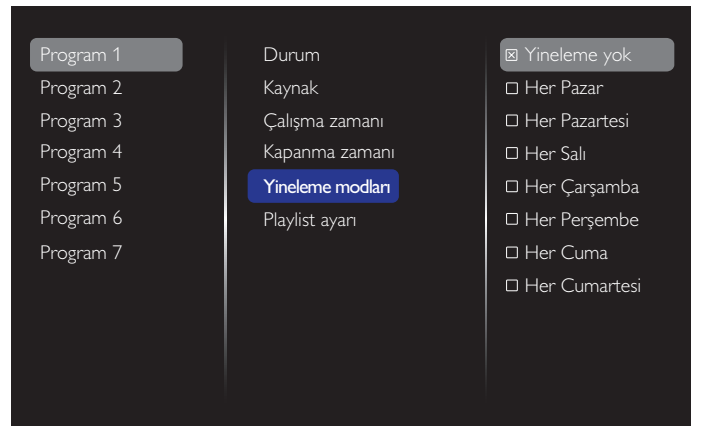 Program 1
Program 2
Program 3
Program 4
Program 5
Program 6
Program 7
Durum
Kaynak
Çalışma zamanı
Kapanma zamanı
Yineleme modları
Playlist ayarı
Yineleme yok
Her Pazar
Her Pazartesi
Her Salı
Her Çarşamba
Her Perşembe
Her Cuma
Her Cumartesi